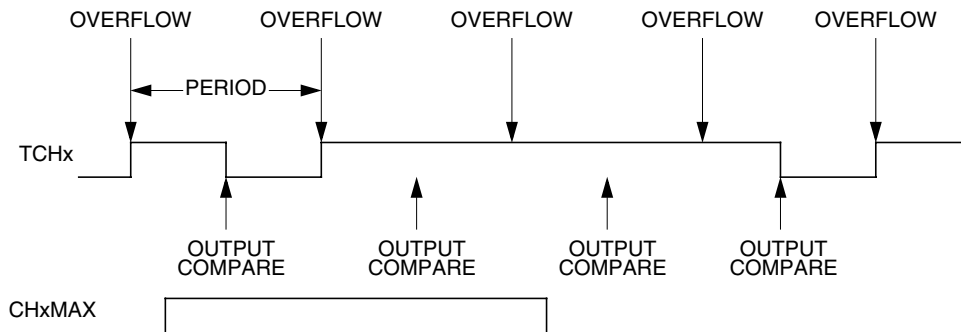 OVERFLOW OVERFLOW OVERFLOW OVERFLOW OVERFLOW
PERIOD
TCHx
OUTPUT COMPARE
OUTPUT COMPARE
OUTPUT COMPARE
OUTPUT COMPARE
CHxMAX